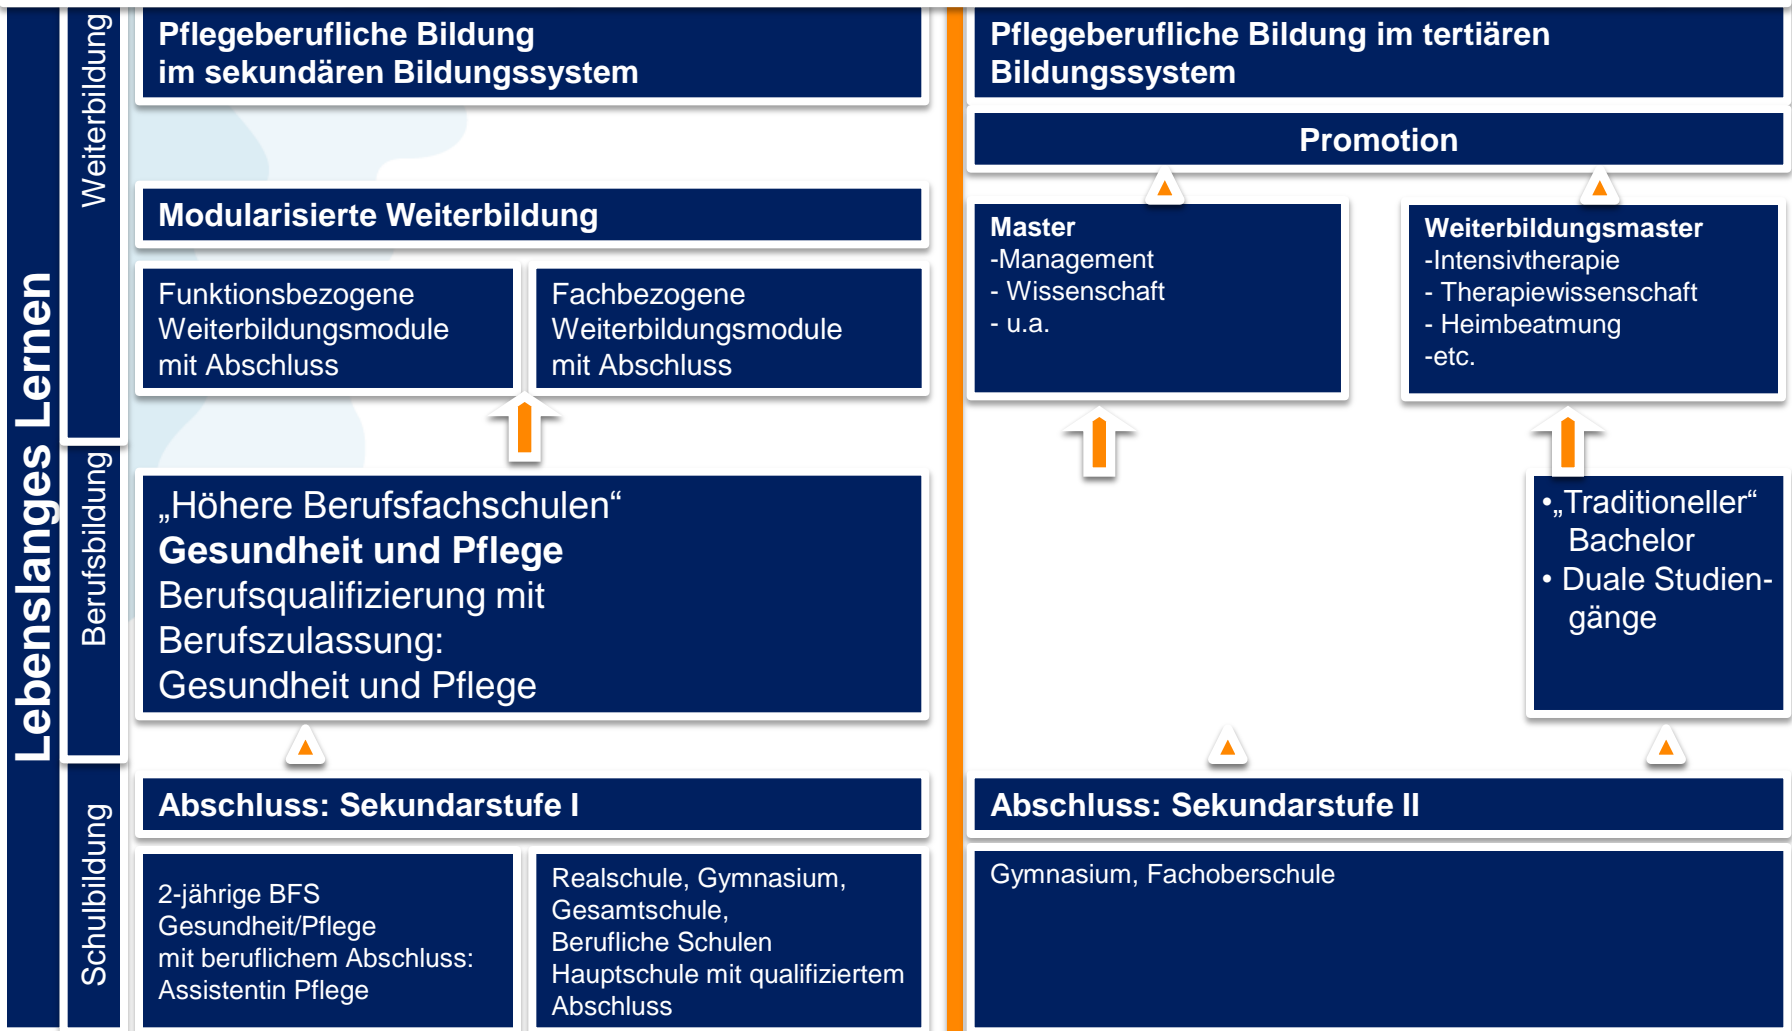 Lebenslanges Lernen
Weiterbildung
Berufsbildung
Schulbildung
Pflegeberufliche Bildung
im sekundären Bildungssystem
Modularisierte Weiterbildung
Funktionsbezogene
Weiterbildungsmodule
mit Abschluss
Fachbezogene
Weiterbildungsmodule
mit Abschluss
„Höhere Berufsfachschulen“
Gesundheit und Pflege
Berufsqualifizierung mit
Berufszulassung:
Gesundheit und Pflege
Abschluss: Sekundarstufe I
2-jährige BFS
Gesundheit/Pflege
mit beruflichem Abschluss:
Assistentin Pflege
Realschule, Gymnasium,
Gesamtschule,
Berufliche Schulen
Hauptschule mit qualifiziertem
Abschluss
Pflegeberufliche Bildung im tertiären
Bildungssystem
Promotion
Master
-Management
- Wissenschaft
- u.a.
Weiterbildungsmaster
-Intensivtherapie
- Therapiewissenschaft
- Heimbeatmung
-etc.
•„Traditioneller“
Bachelor
• Duale Studien-
gänge
Abschluss: Sekundarstufe II
Gymnasium, Fachoberschule